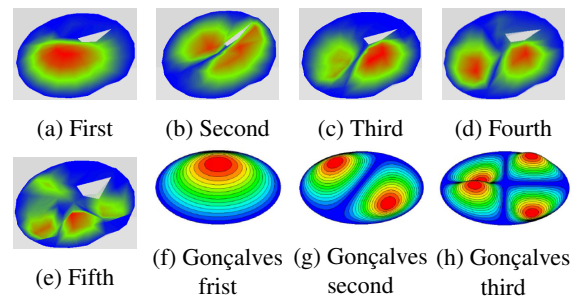 (a) First
(b) Second
(c) Third
(d) Fourth
(e) Fifth
(f) Gonçalves
frist
(g) Gonçalves
second
(h) Gonçalves
third